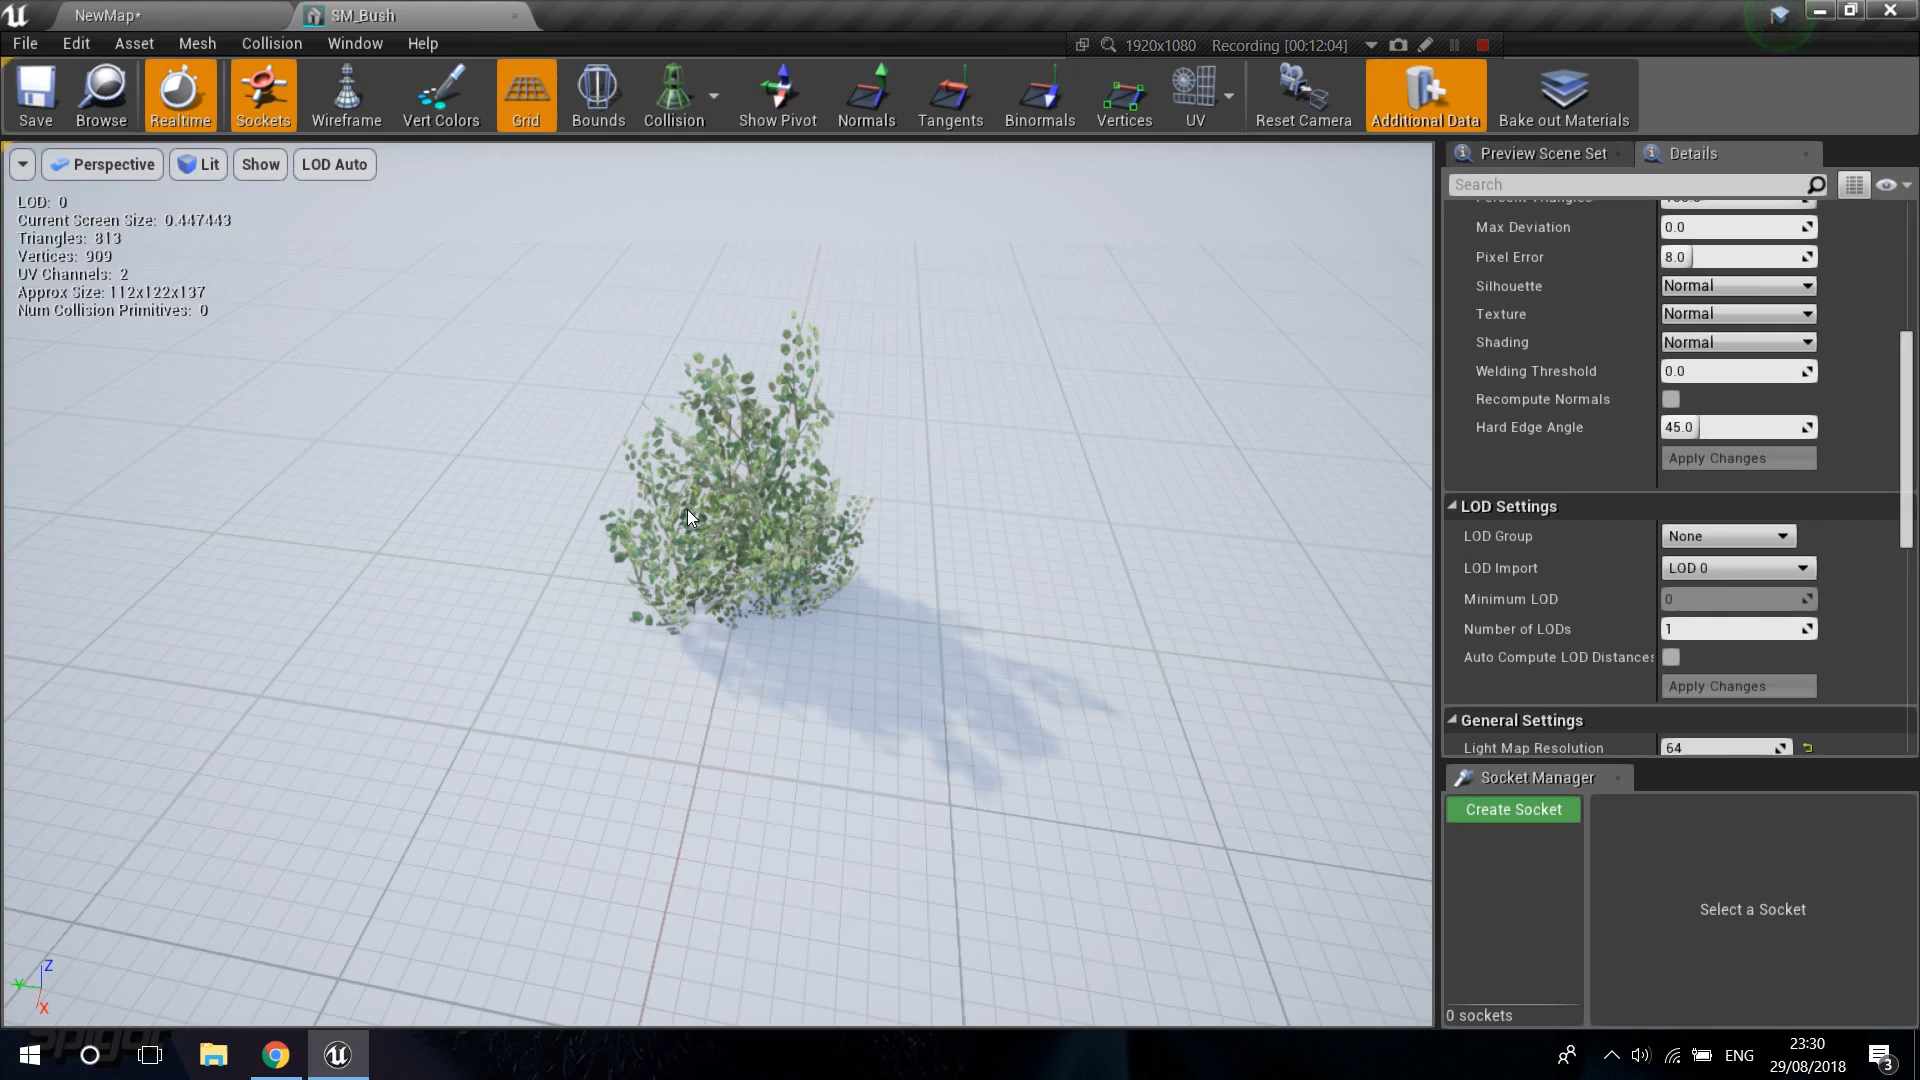 NewMap*
SM_Bush
File Edit Asset Mesh Collision Window Help
1920x1080 Recording [00:12:04]
Save Browse Realtime Sockets Wireframe Vert Colors Grid Bounds Collision Show Pivot Normals Tangents Binormals Vertices UV Reset Camera Additional Data Bake out Materials
Perspective Lit Show LOD Auto
LOD: 0
Current Screen Size: 0.447443
Triangles: 813
Vertices: 909
UV Channels: 2
Approx Size: 112x122x137
Num Collision Primitives: 0
Z
Y
X
Preview Scene Set
Details
Search
Percent Triangles
Max Deviation 0.0
Pixel Error 8.0
Silhouette Normal
Texture Normal
Shading Normal
Welding Threshold 0.0
Recompute Normals
Hard Edge Angle 45.0
Apply Changes
LOD Settings
LOD Group None
LOD Import LOD 0
Minimum LOD 0
Number of LODs 1
Auto Compute LOD Distances
Apply Changes
General Settings
Light Map Resolution 64
Socket Manager
Create Socket
Select a Socket
0 sockets
ENG
23:30
29/08/2018
3